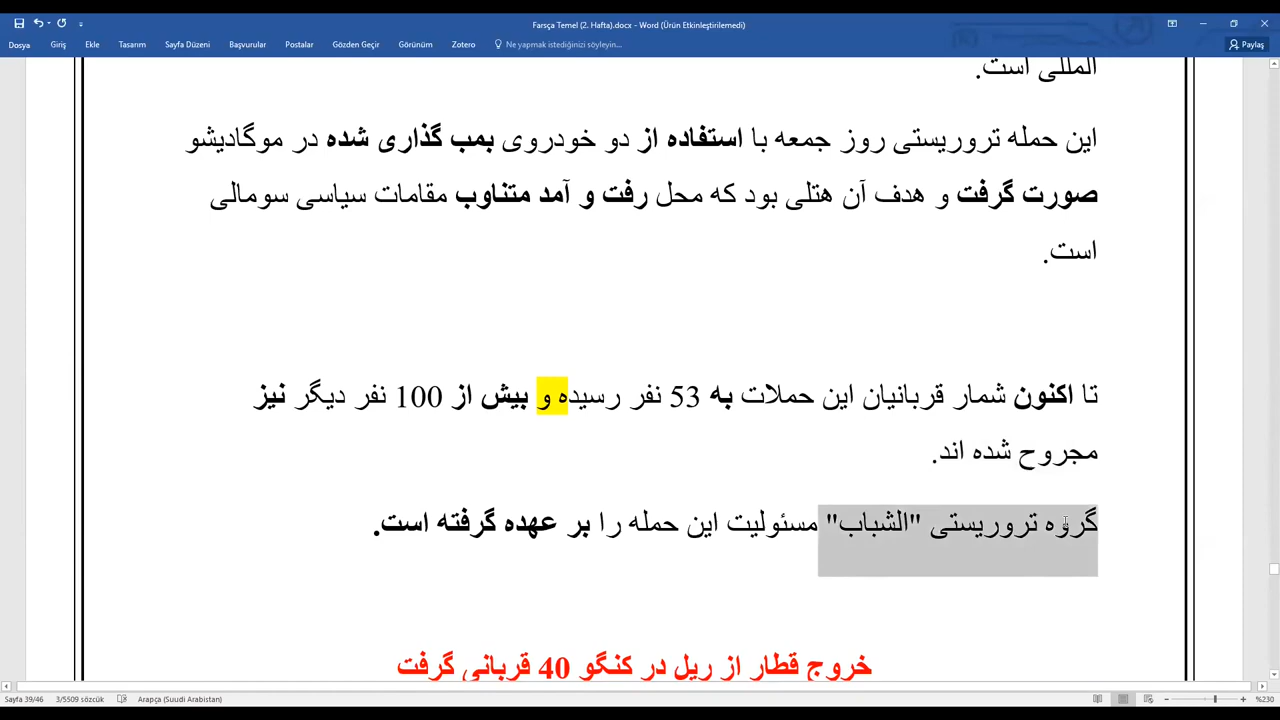 Farsça Temel (2. Hafta).docx - Word (Ürün Etkinleştirilemedi)
Dosya Giriş Ekle Tasarım Sayfa Düzeni Başvurular Postalar Gözden Geçir Görünüm Zotero Ne yapmak istediğinizi söyleyin... Paylaş
المللی است.
این حمله تروریستی روز جمعه با استفاده از دو خودروی بمب گذاری شده در موگادیشو
صورت گرفت و هدف آن هتلی بود که محل رفت و آمد متناوب مقامات سیاسی سومالی
است.
تا اکنون شمار قربانیان این حملات به 53 نفر رسیده و بیش از 100 نفر دیگر نیز
مجروح شده اند.
گروه تروریستی "الشباب" مسئولیت این حمله را بر عهده گرفته است.
خروج قطار از ریل در کنگو 40 قربانی گرفت
Sayfa 39/46 3/5509 sözcük Arapça (Suudi Arabistan) %230